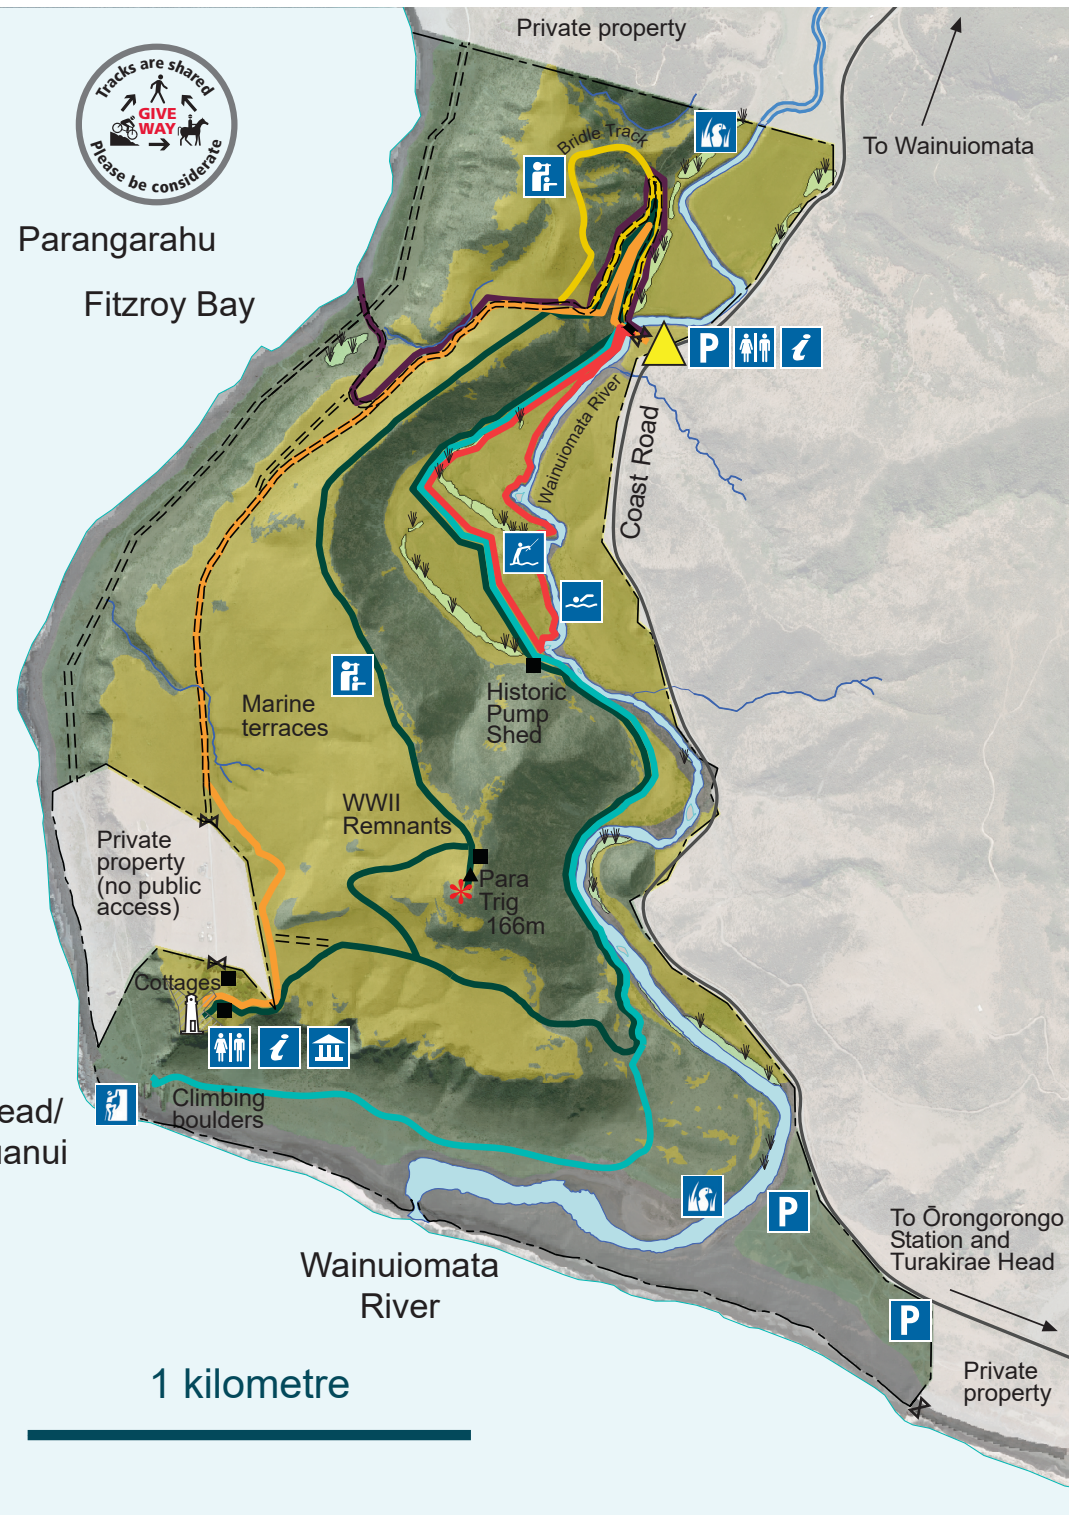 Private property
Tracks are shared
GIVE
WAY
Please be considerate
To Wainuiomata
Bridle Track
Parangarahu
Fitzroy Bay
P
i
Wainuiomata River
Coast Road
Historic
Pump
Shed
Marine
terraces
WWII
Remnants
Private
property
(no public
access)
Para
Trig
166m
Cottages
i
Climbing
boulders
ead/
anui
P
To Ōrongorongo
Station and
Turakirae Head
Wainuiomata
River
P
Private
property
1 kilometre